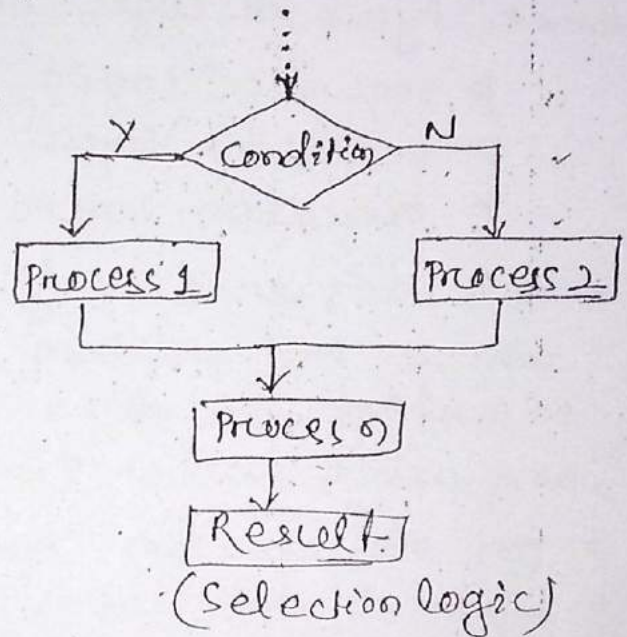 Y Condition N
Process 1 Process 2
Process n
Result.
(Selection logic)